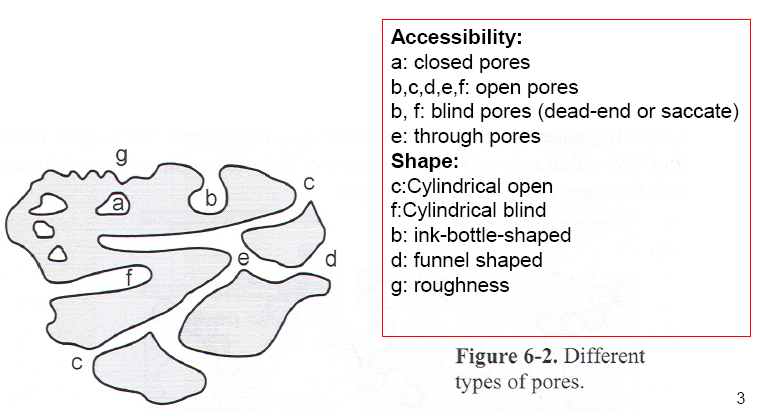 Accessibility:
a: closed pores
b,c,d,e,f: open pores
b, f: blind pores (dead-end or saccate)
e: through pores
Shape:
c:Cylindrical open
f:Cylindrical blind
b: ink-bottle-shaped
d: funnel shaped
g: roughness
g
a
b
c
e
d
f
c
Figure 6-2. Different
types of pores.
3